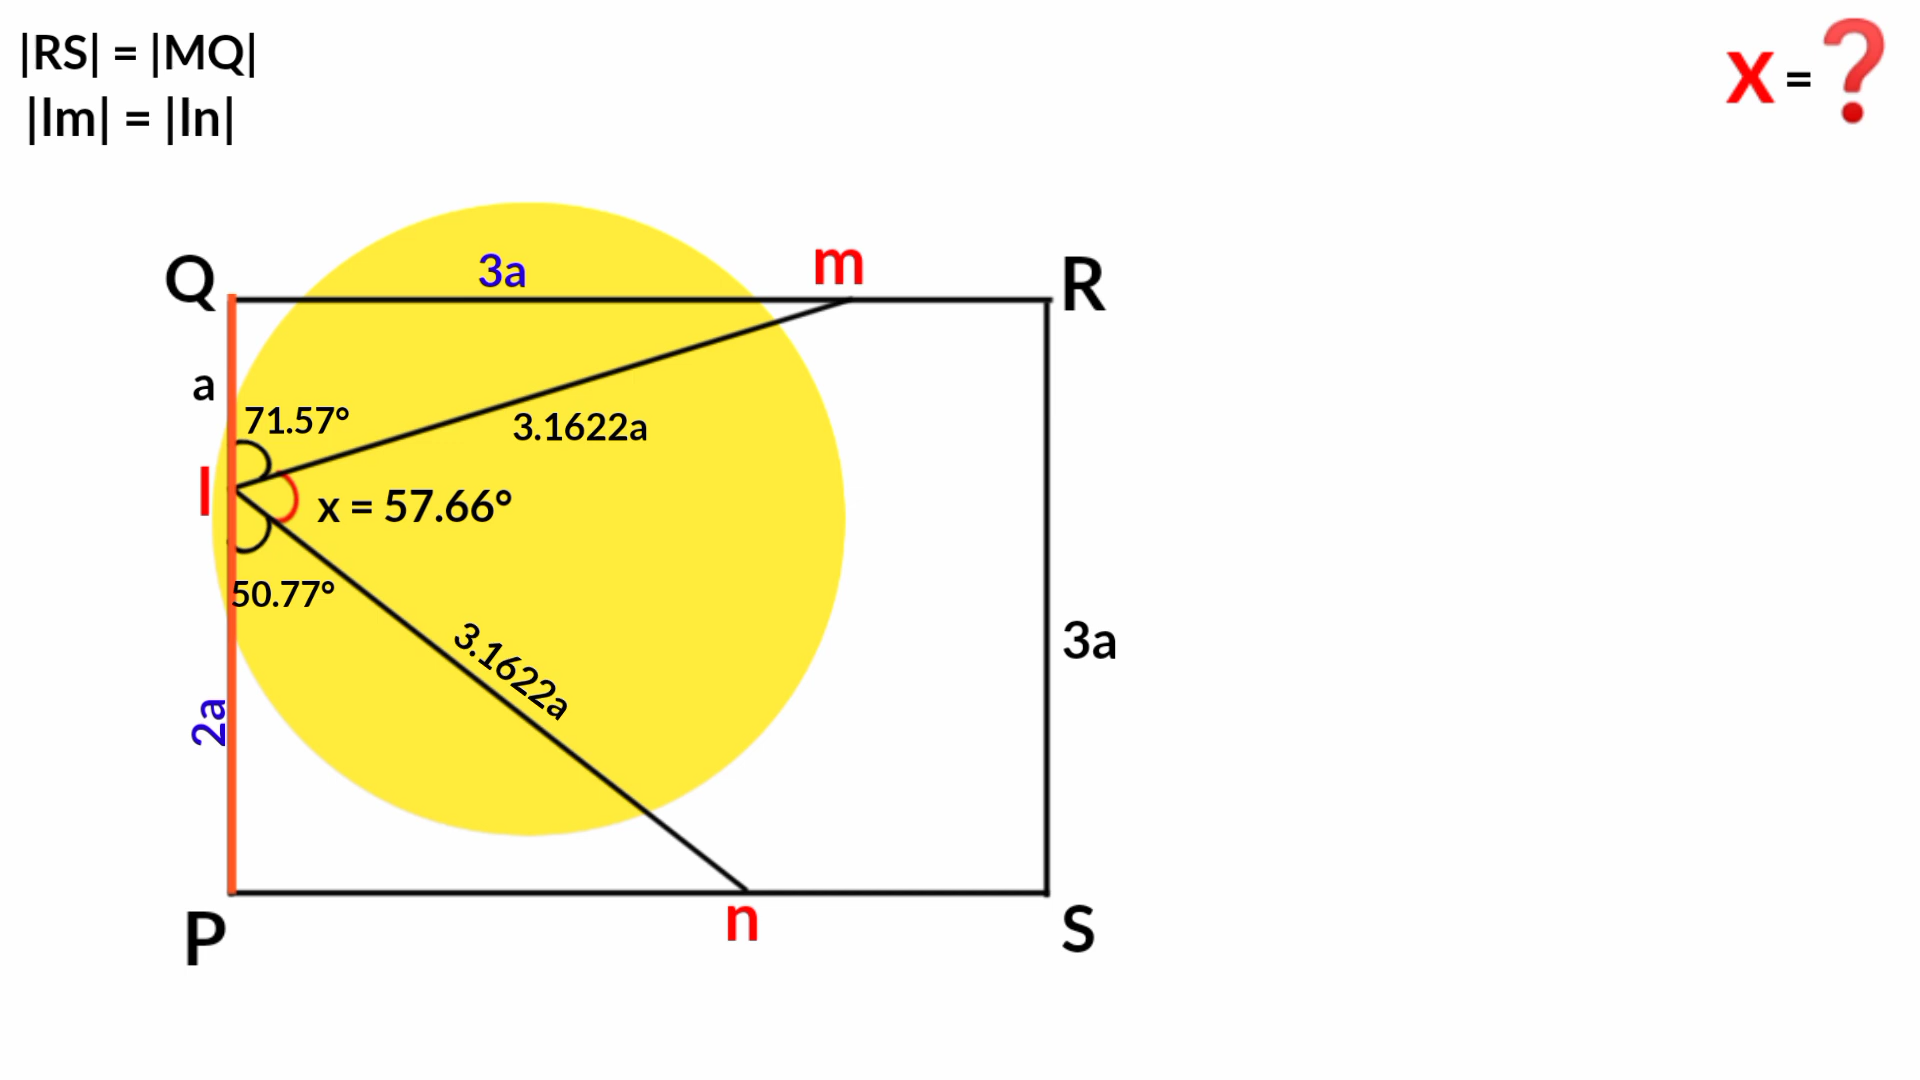 |RS| = |MQ|
|lm| = |ln|
X = ❓
Q
3a
m
R
a
71.57°
3.1622a
l
x = 57.66°
50.77°
3.1622a
3a
2a
P
n
S